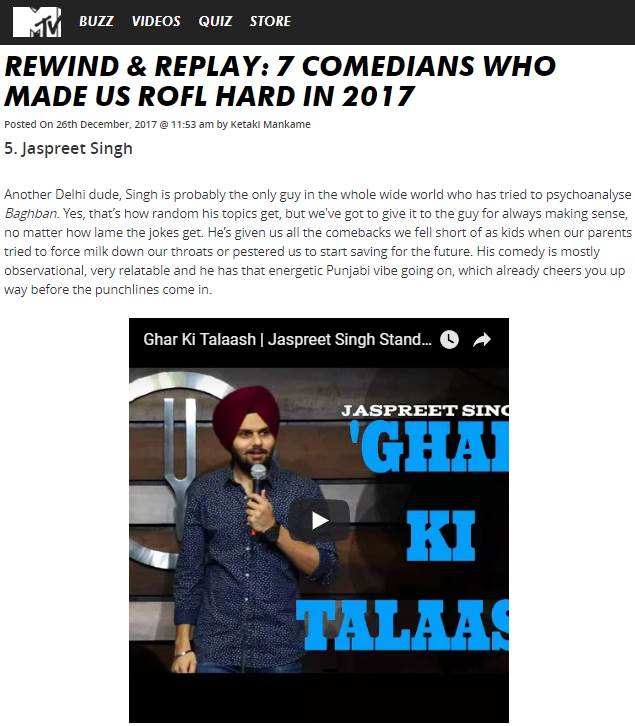 MTV
BUZZ VIDEOS QUIZ STORE
REWIND & REPLAY: 7 COMEDIANS WHO
MADE US ROFL HARD IN 2017
Posted On 26th December, 2017 @ 11:53 am by Ketaki Mankame
5. Jaspreet Singh
Another Delhi dude, Singh is probably the only guy in the whole wide world who has tried to psychoanalyse
Baghban. Yes, that’s how random his topics get, but we've got to give it to the guy for always making sense,
no matter how lame the jokes get. He’s given us all the comebacks we fell short of as kids when our parents
tried to force milk down our throats or pestered us to start saving for the future. His comedy is mostly
observational, very relatable and he has that energetic Punjabi vibe going on, which already cheers you up
way before the punchlines come in.
Ghar Ki Talaash | Jaspreet Singh Stand...
JASPREET SING
'GHAR
KI
TALAAS